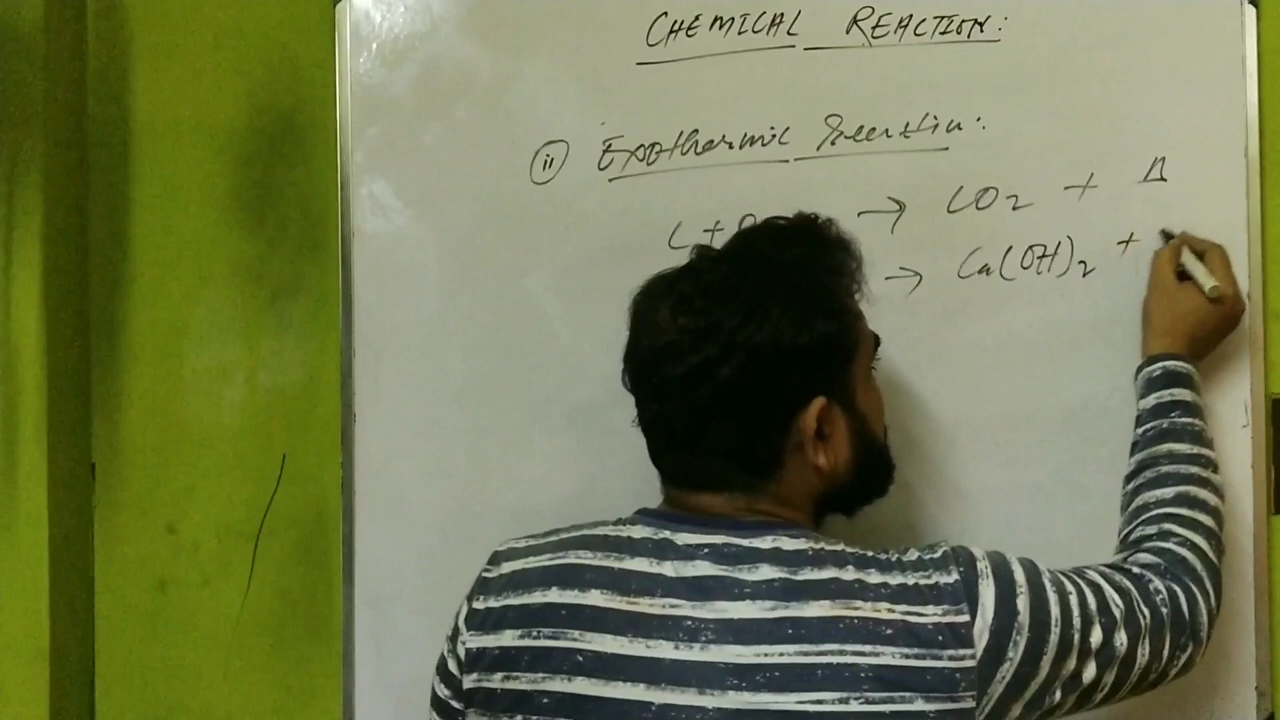 CHEMICAL REACTION:
(ii) Exothermic Reaction:
C + O → CO2 + Δ
→ Ca(OH)2 +